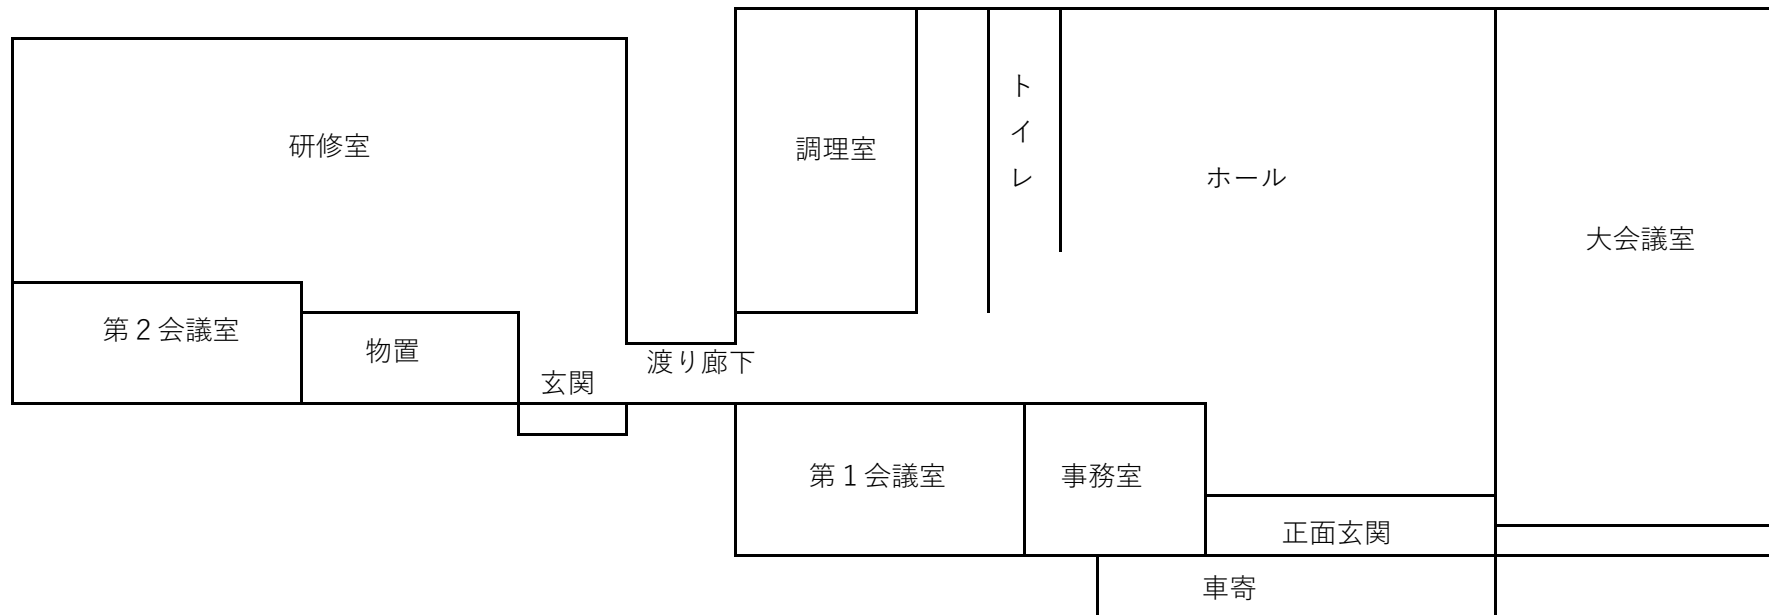 研修室
調理室
トイレ
ホール
大会議室
第２会議室
物置
玄関
渡り廊下
第１会議室
事務室
正面玄関
車寄